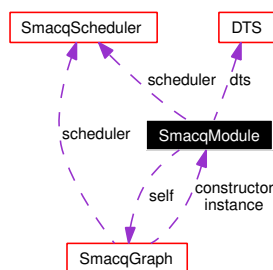 SmacqScheduler
DTS
scheduler
dts
scheduler
SmacqModule
self
constructor
instance
SmacqGraph